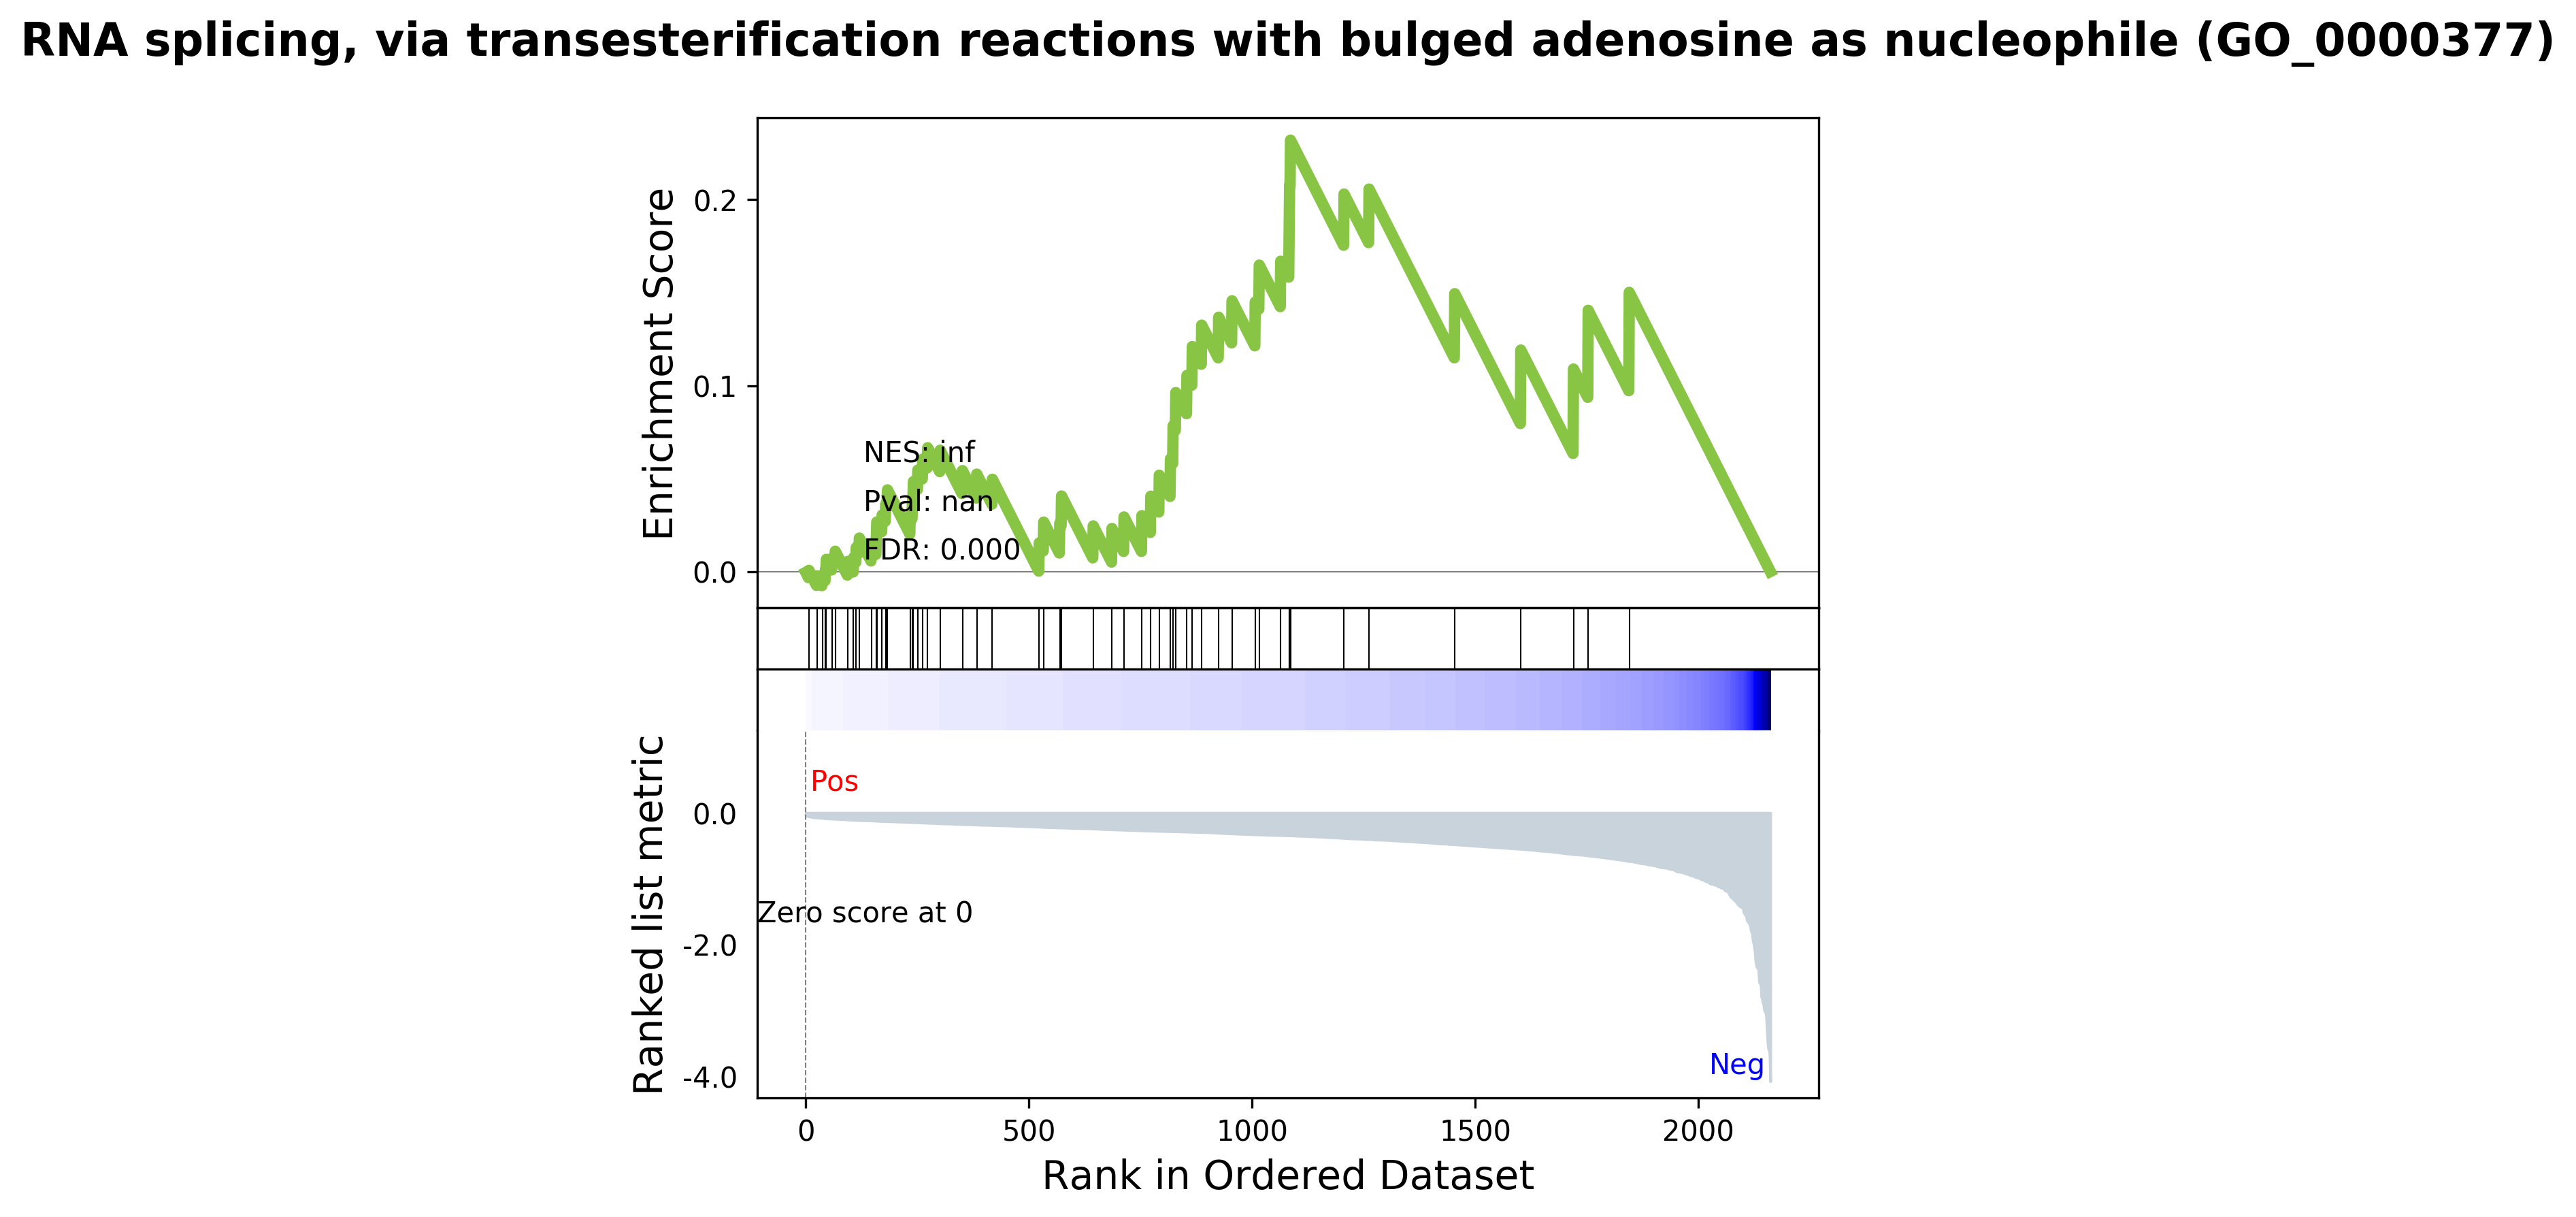 RNA splicing, via transesterification reactions with bulged adenosine as nucleophile (GO_0000377)
Enrichment Score
0.2
0.1
0.0
NES: inf
Pval: nan
FDR: 0.000
Ranked list metric
Pos
0.0
Zero score at 0
-2.0
Neg
-4.0
0 500 1000 1500 2000
Rank in Ordered Dataset